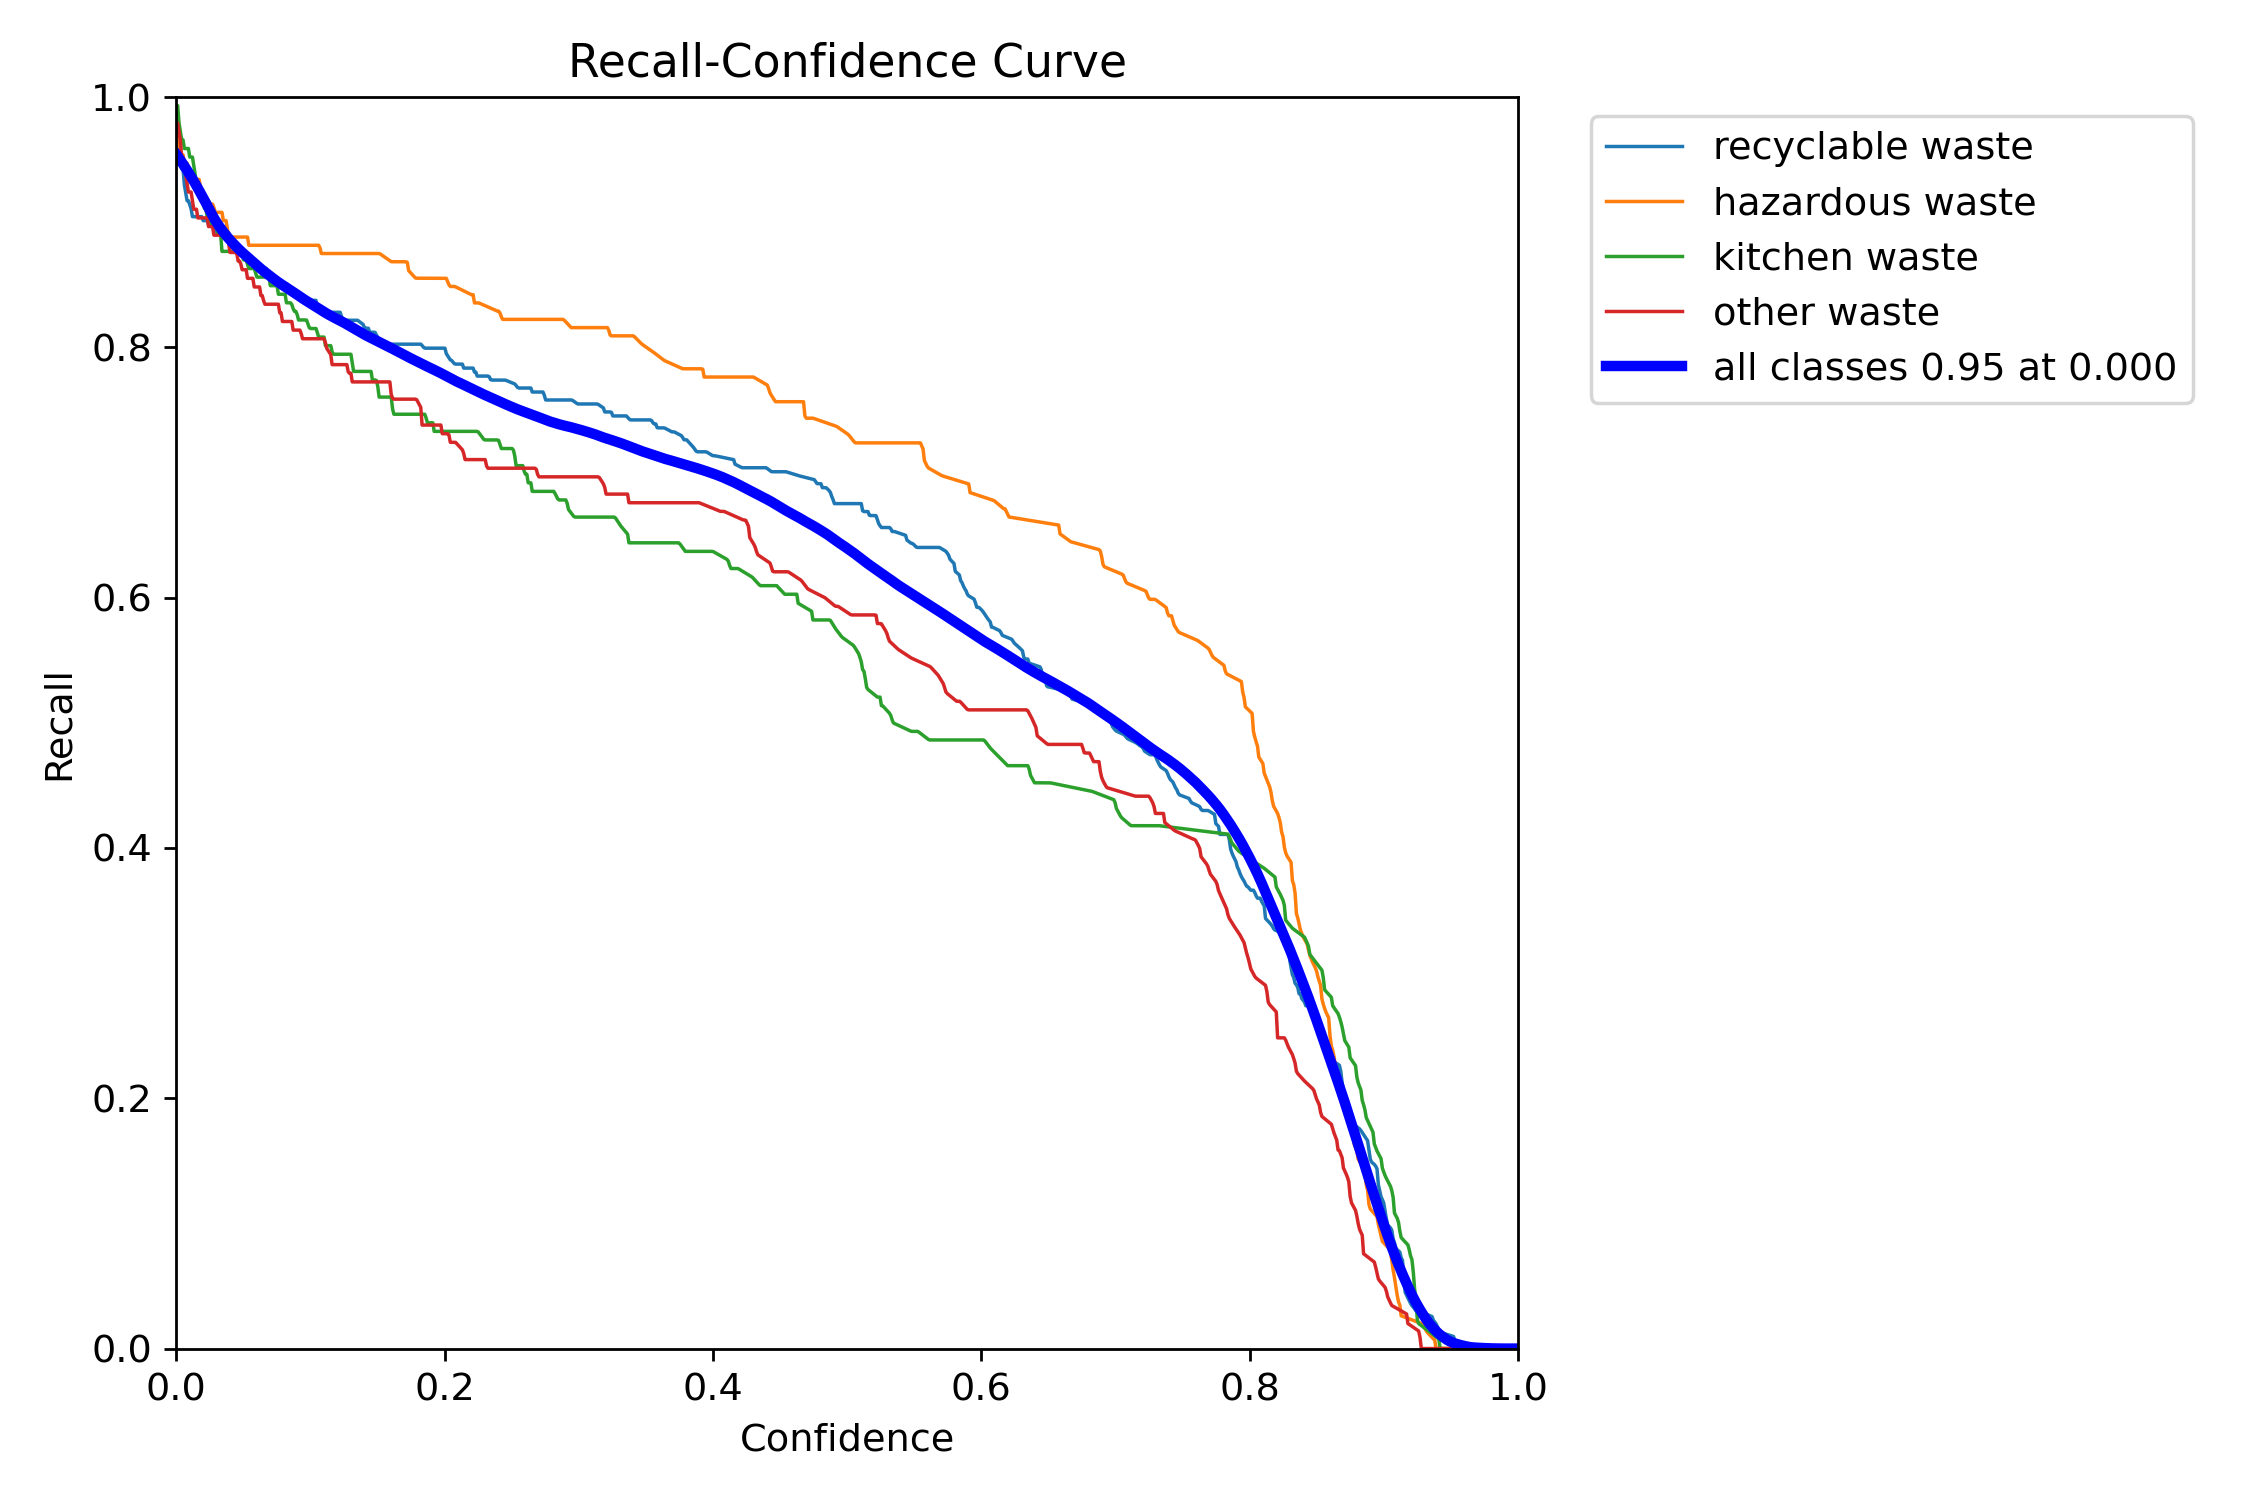 Recall-Confidence Curve
1.0
0.8
0.6
0.4
0.2
0.0
Recall
0.0 0.2 0.4 0.6 0.8 1.0
Confidence
recyclable waste
hazardous waste
kitchen waste
other waste
all classes 0.95 at 0.000